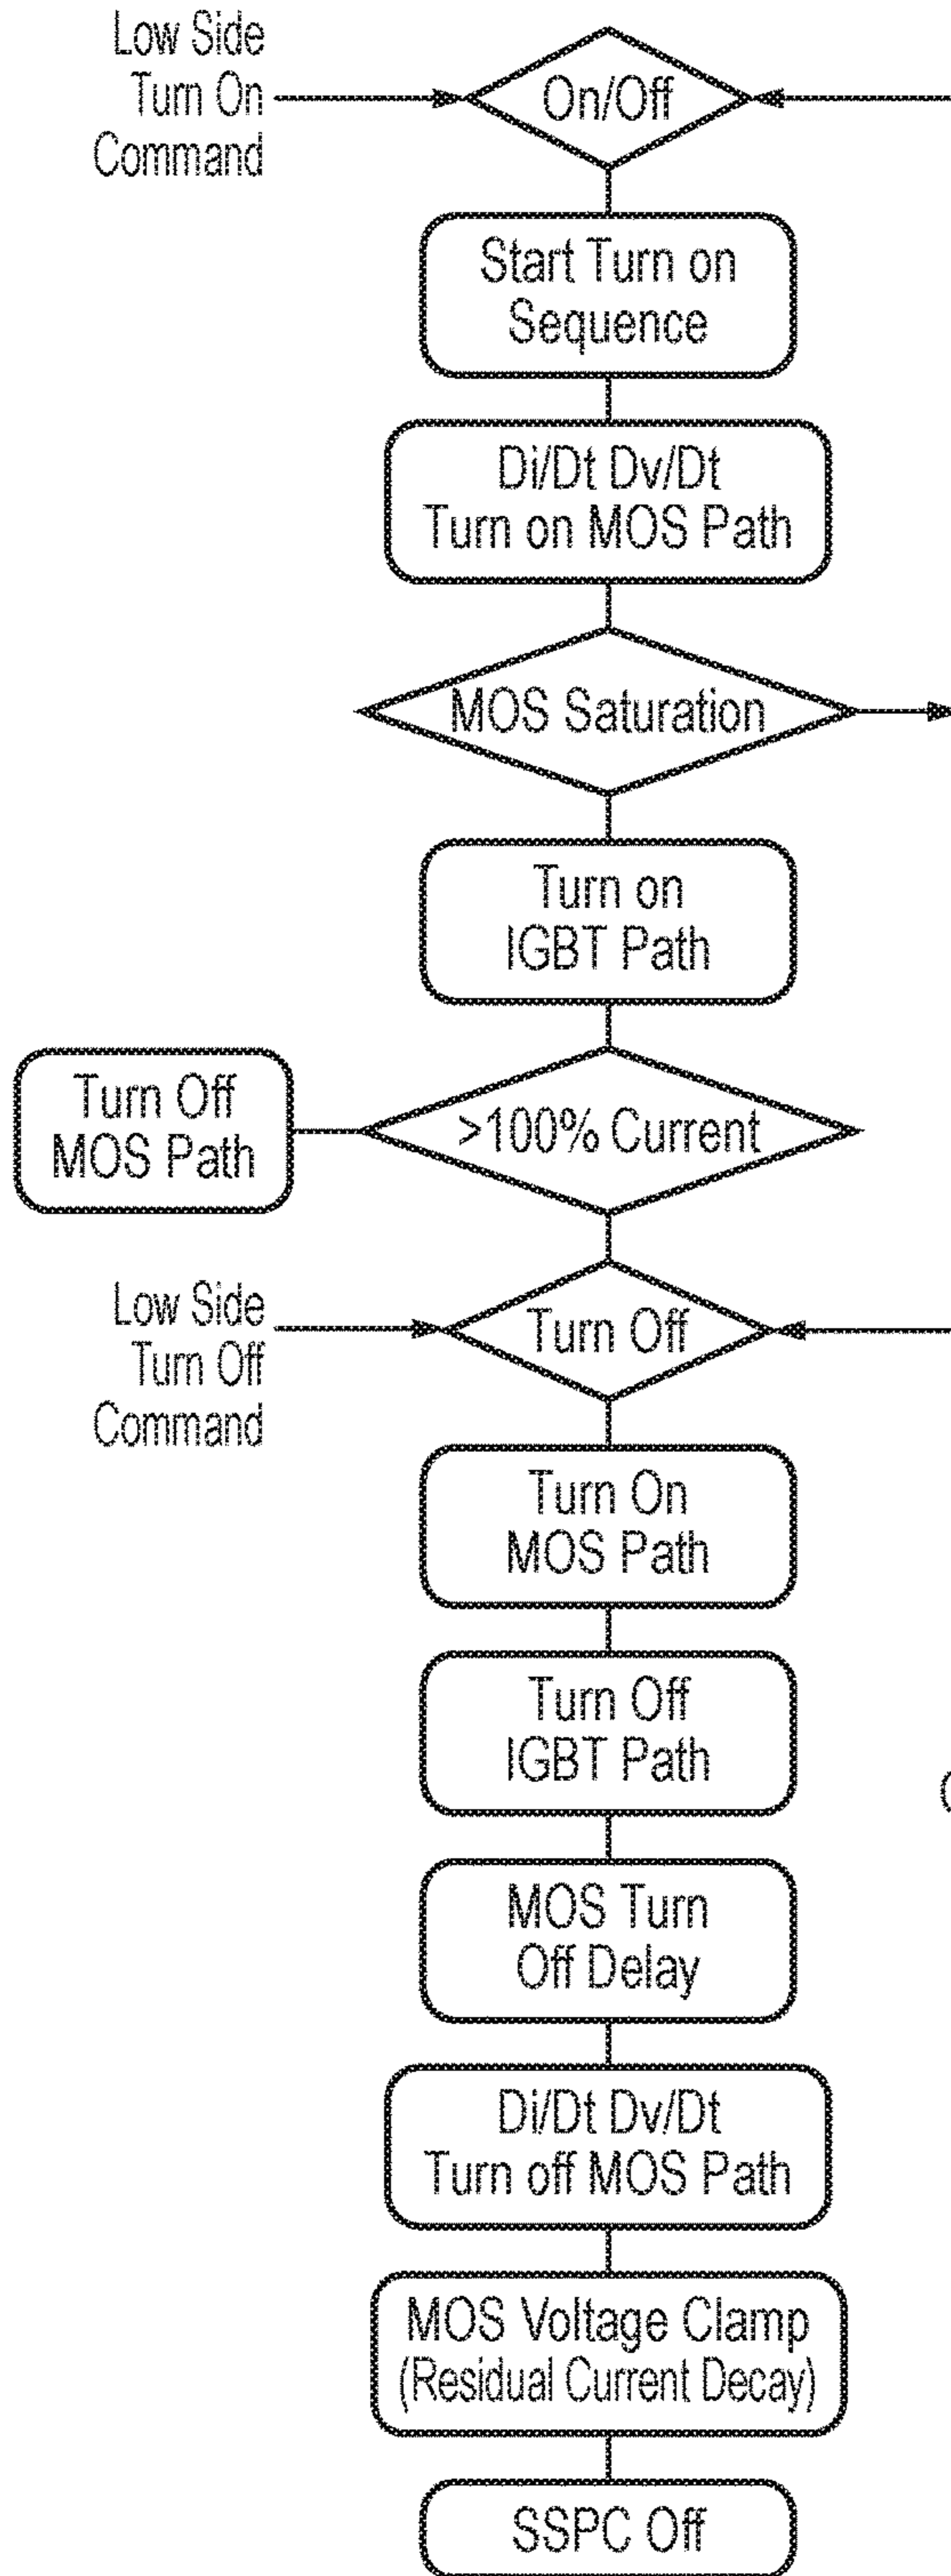 Low Side
Turn On
Command
On/Off
Start Turn on
Sequence
Di/Dt Dv/Dt
Turn on MOS Path
MOS Saturation
Turn on
IGBT Path
Turn Off
MOS Path
>100% Current
Low Side
Turn Off
Command
Turn Off
Turn On
MOS Path
Turn Off
IGBT Path
MOS Turn
Off Delay
Di/Dt Dv/Dt
Turn off MOS Path
MOS Voltage Clamp
(Residual Current Decay)
SSPC Off